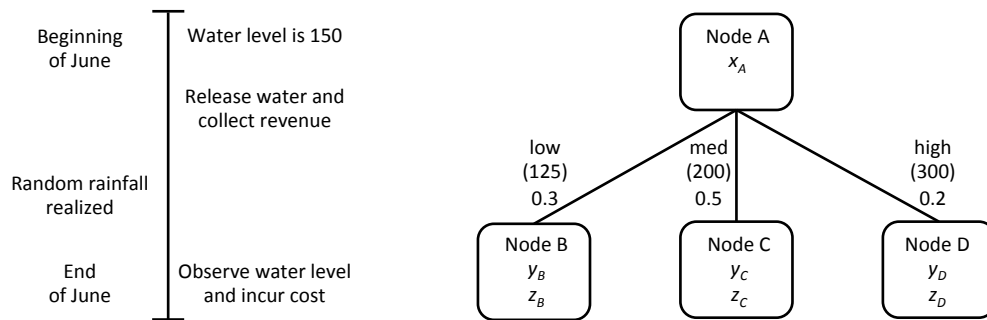 Beginning
of June
Water level is 150
Release water and
collect revenue
Random rainfall
realized
End
of June
Observe water level
and incur cost
Node A
x_A
low
(125)
0.3
med
(200)
0.5
high
(300)
0.2
Node B
y_B
z_B
Node C
y_C
z_C
Node D
y_D
z_D